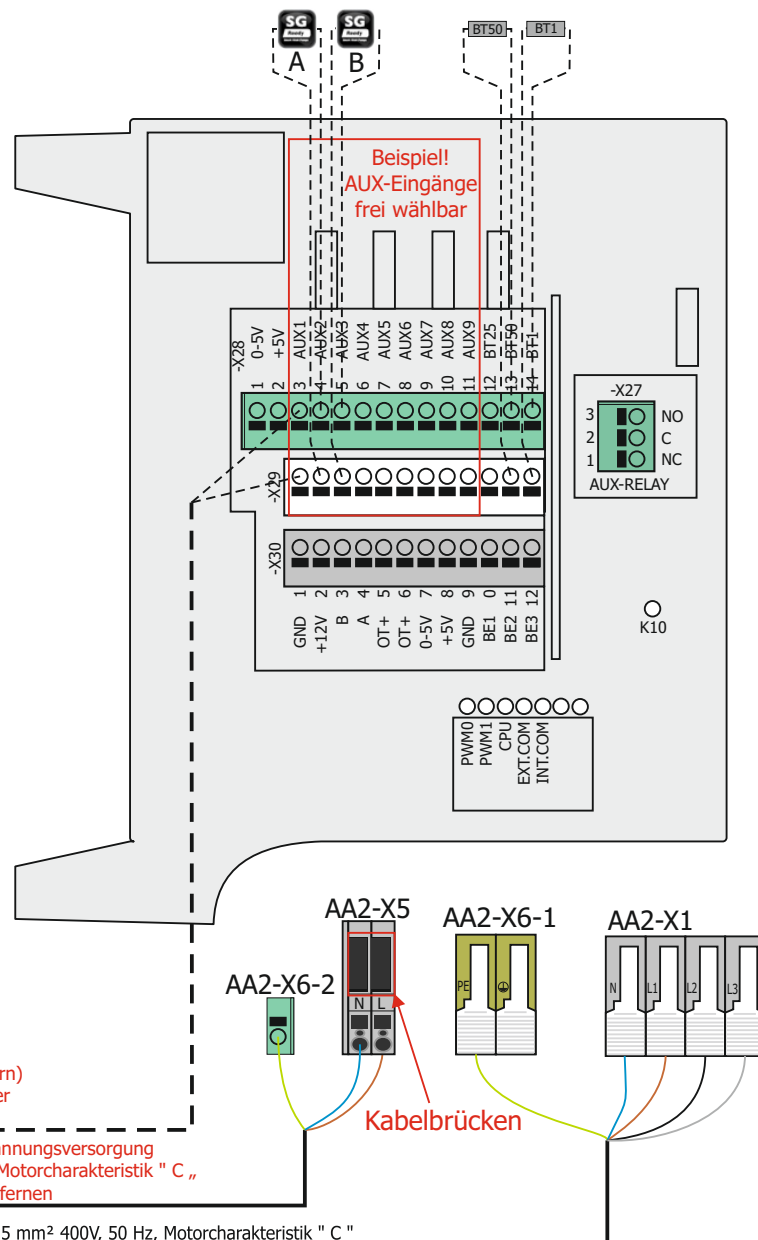 SG
Ready
SG
Ready
A
B
BT50
BT1
Beispiel!
AUX-Eingänge
frei wählbar
-X28
0-5V
+5V
AUX1
AUX2
AUX3
AUX4
AUX5
AUX6
AUX7
AUX8
AUX9
BT25
BT50
BT1
1
2
3
4
5
6
7
8
9
10
11
12
13
14
-X27
3
NO
2
C
1
NC
AUX-RELAY
-X29
-X30
1
2
3
4
5
6
7
8
9
0
11
12
GND
+12V
B
A
OT+
OT+
0-5V
+5V
GND
BE1
BE2
BE3
K10
PWM0
PWM1
CPU
EXT.COM
INT.COM
AA2-X5
AA2-X6-1
AA2-X1
AA2-X6-2
N L
PE
N
L1
L2
L3
Kabelbrücken
rn)
er
annungsversorgung
Motorcharakteristik " C „
fernen
5 mm² 400V, 50 Hz, Motorcharakteristik " C "